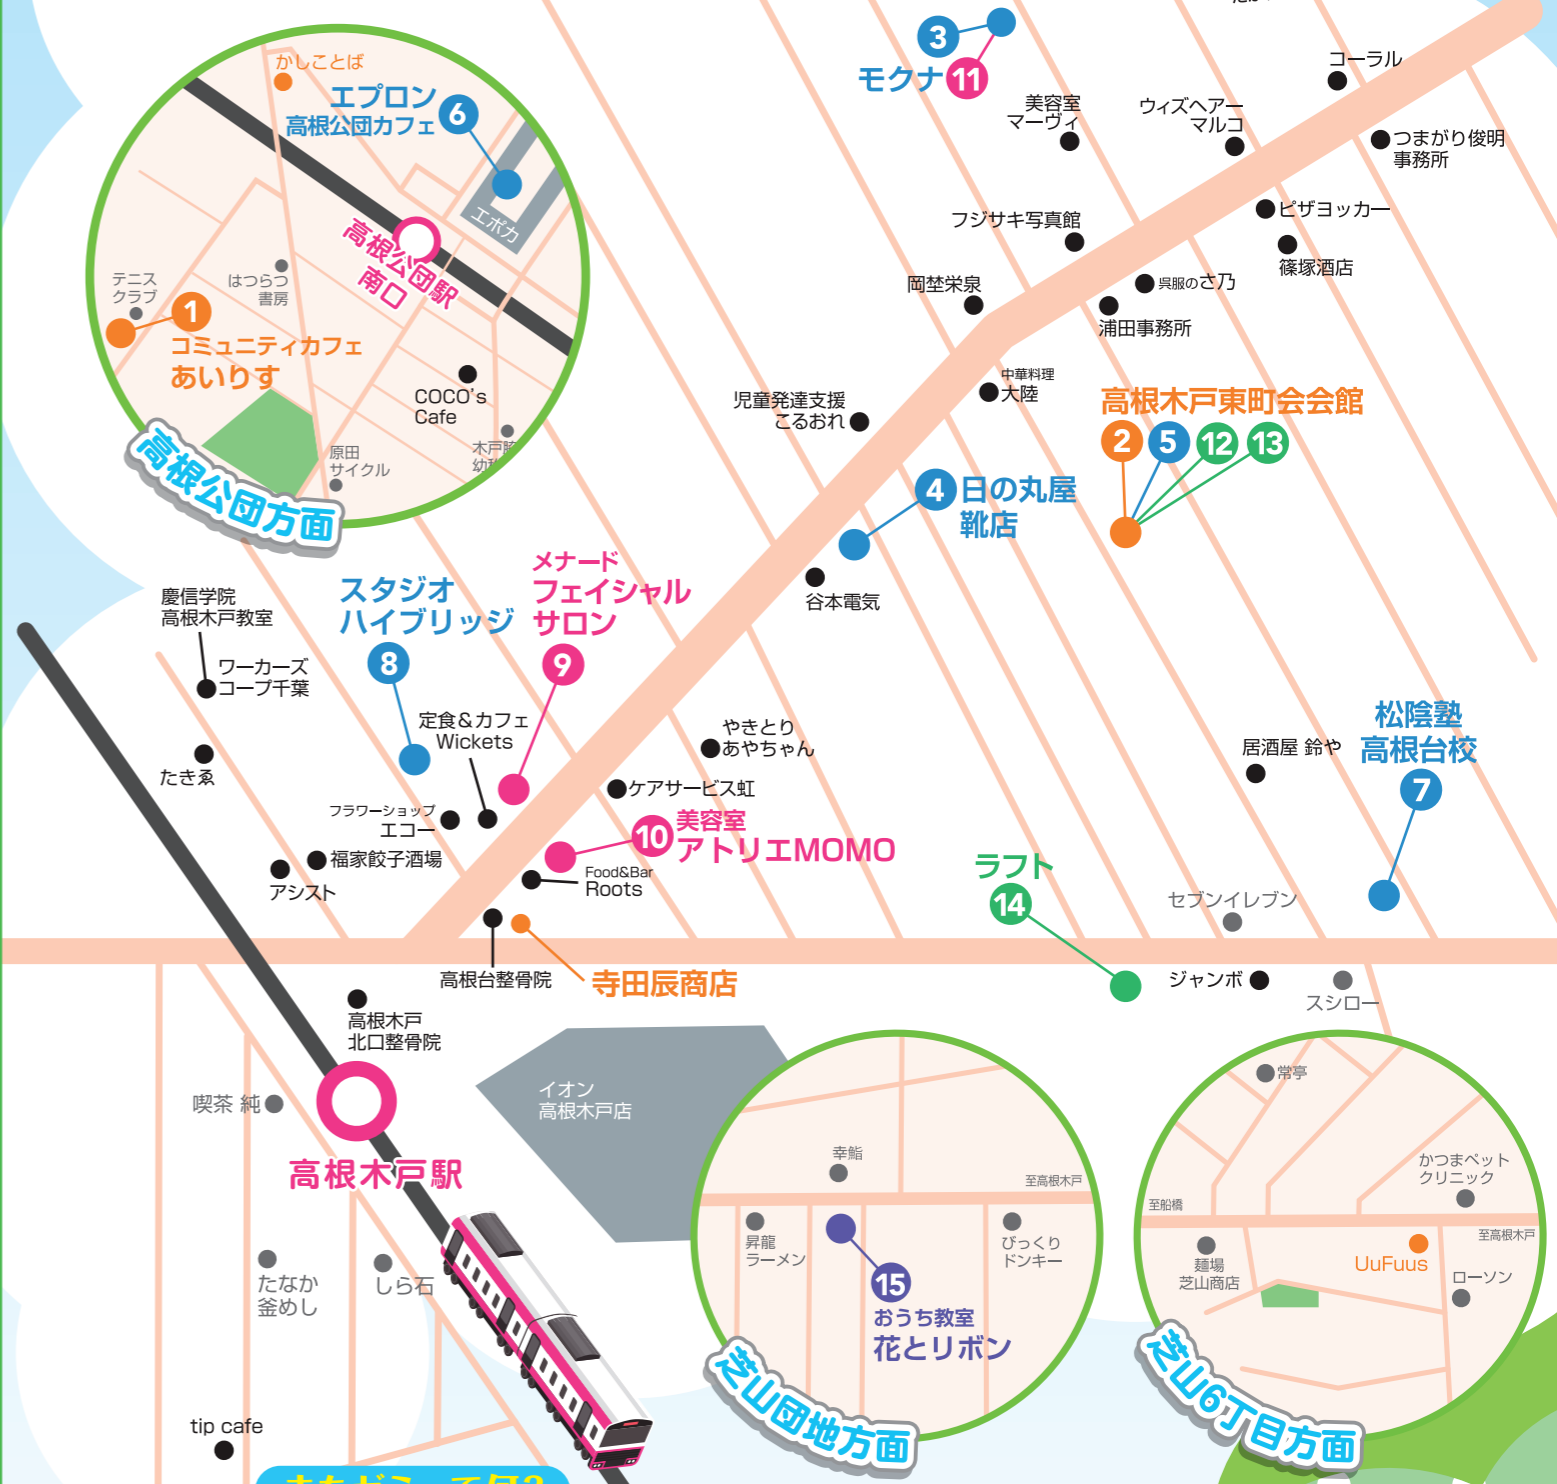 かしことば
エプロン
高根公団カフェ
6
エポカ
高根公団駅
南口
テニス
クラブ
はつらつ
書房
1
コミュニティカフェ
あいりす
COCO's
Cafe
原田
サイクル
高根公団方面
3
モクナ
11
美容室
マーヴィ
ウィズヘアー
マルコ
コーラル
つまがり俊明
事務所
ピザヨッカー
フジサキ写真館
篠塚酒店
岡埜栄泉
呉服のさ乃
浦田事務所
中華料理
大陸
児童発達支援
こるおれ
高根木戸東町会会館
2
5
12
13
4
日の丸屋
靴店
谷本電気
慶信学院
高根木戸教室
ワーカーズ
コープ千葉
たきゑ
スタジオ
ハイブリッジ
8
メナード
フェイシャル
サロン
9
定食&カフェ
Wickets
やきとり
あやちゃん
ケアサービス虹
フラワーショップ
エコー
福家餃子酒場
アシスト
10
美容室
アトリエMOMO
Food&Bar
Roots
高根台整骨院
寺田辰商店
居酒屋 鈴や
松陰塾
高根台校
7
ラフト
14
セブンイレブン
ジャンボ
スシロー
高根木戸
北口整骨院
喫茶 純
高根木戸駅
イオン
高根木戸店
たなか
釜めし
しら石
tip cafe
幸鮨
至高根木戸
昇龍
ラーメン
びっくり
ドンキー
15
おうち教室
花とリボン
芝山団地方面
常亭
かつまペット
クリニック
至船橋
至高根木戸
麺場
芝山商店
UuFuus
ローソン
芝山6丁目方面